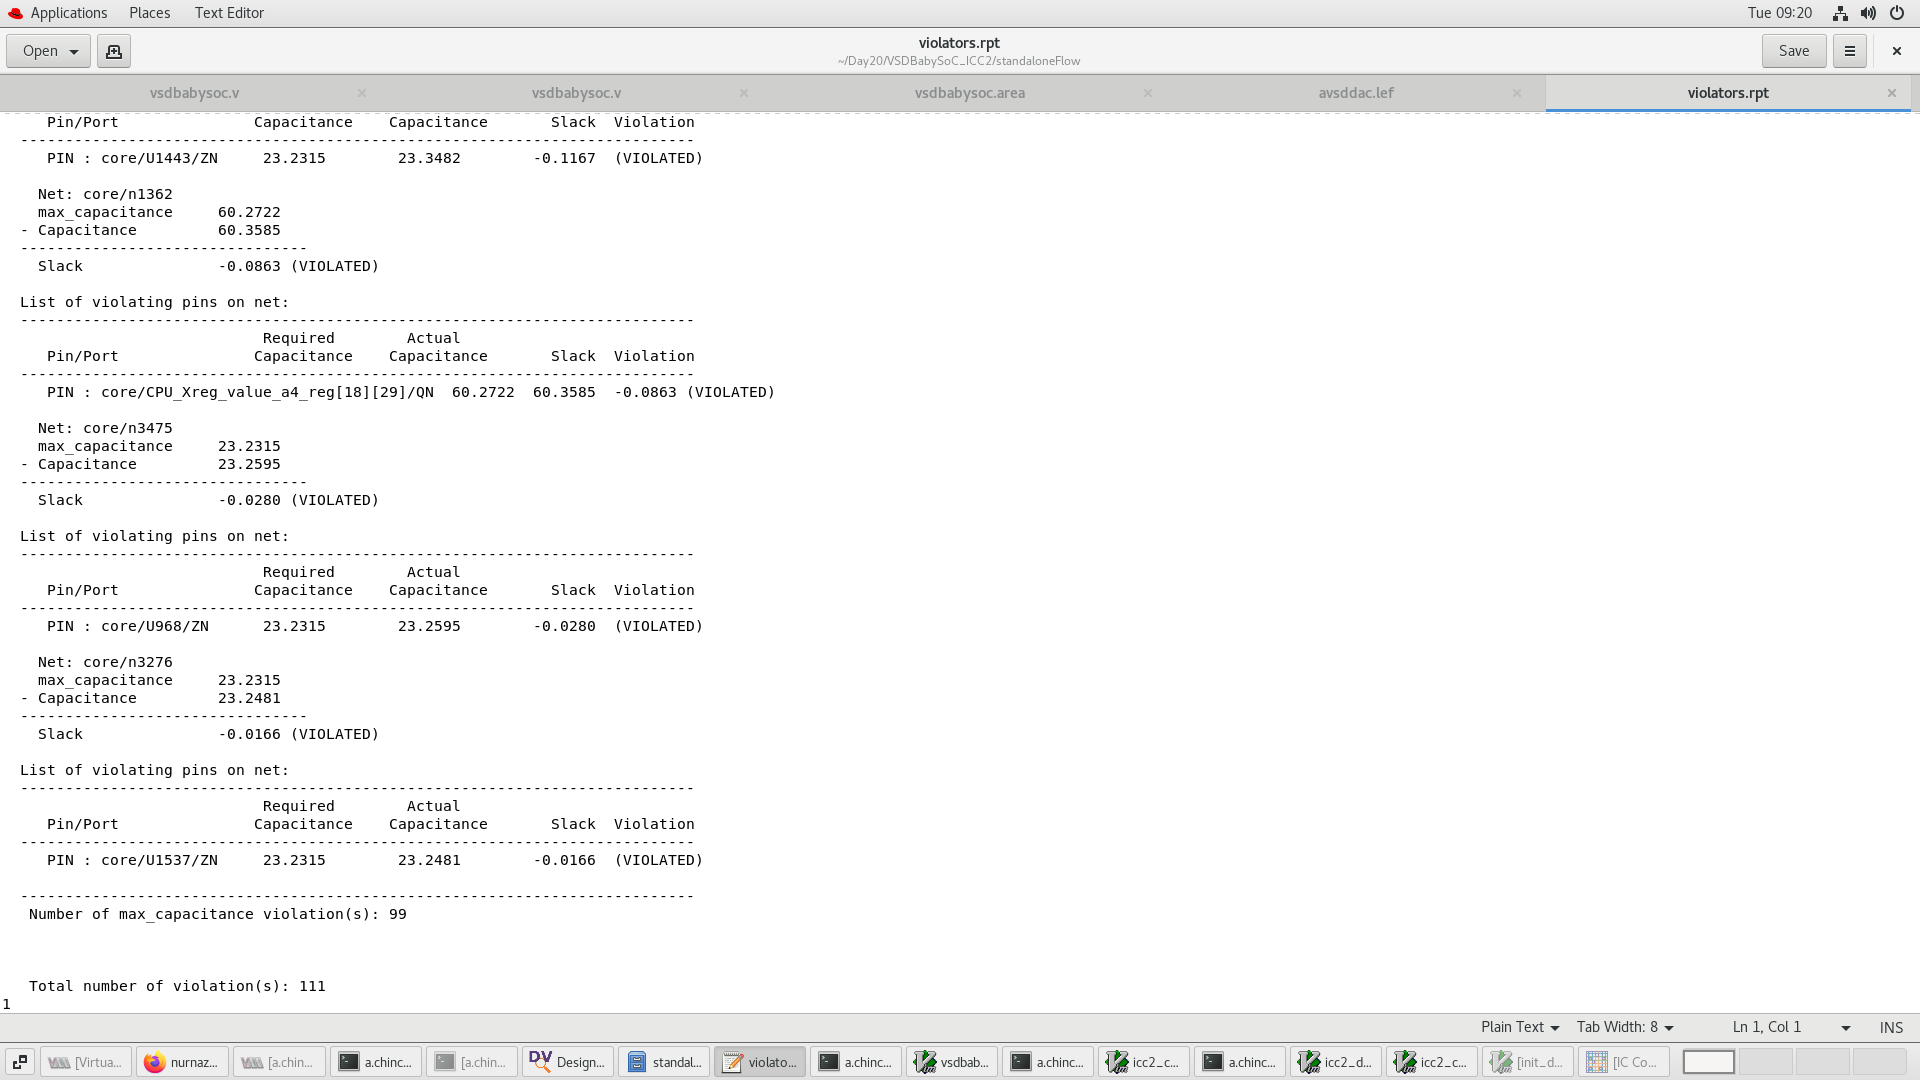 Applications Places Text Editor Tue 09:20
Open violators.rpt Save
~/Day20/VSDBabySoC_ICC2/standaloneFlow
vsdbabysoc.v vsdbabysoc.v vsdbabysoc.area avsddac.lef violators.rpt
Pin/Port Capacitance Capacitance Slack Violation
---------------------------------------------------------------------------
PIN : core/U1443/ZN 23.2315 23.3482 -0.1167 (VIOLATED)
Net: core/n1362
max_capacitance 60.2722
- Capacitance 60.3585
--------------------------------
Slack -0.0863 (VIOLATED)
List of violating pins on net:
---------------------------------------------------------------------------
Required Actual
Pin/Port Capacitance Capacitance Slack Violation
---------------------------------------------------------------------------
PIN : core/CPU_Xreg_value_a4_reg[18][29]/QN 60.2722 60.3585 -0.0863 (VIOLATED)
Net: core/n3475
max_capacitance 23.2315
- Capacitance 23.2595
--------------------------------
Slack -0.0280 (VIOLATED)
List of violating pins on net:
---------------------------------------------------------------------------
Required Actual
Pin/Port Capacitance Capacitance Slack Violation
---------------------------------------------------------------------------
PIN : core/U968/ZN 23.2315 23.2595 -0.0280 (VIOLATED)
Net: core/n3276
max_capacitance 23.2315
- Capacitance 23.2481
--------------------------------
Slack -0.0166 (VIOLATED)
List of violating pins on net:
---------------------------------------------------------------------------
Required Actual
Pin/Port Capacitance Capacitance Slack Violation
---------------------------------------------------------------------------
PIN : core/U1537/ZN 23.2315 23.2481 -0.0166 (VIOLATED)
---------------------------------------------------------------------------
Number of max_capacitance violation(s): 99
Total number of violation(s): 111
1
Plain Text Tab Width: 8 Ln 1, Col 1 INS
[Virtua... nurnaz... [a.chin... a.chinc... [a.chin... DV Design... standal... violato... a.chinc... vsdbab... a.chinc... icc2_c... a.chinc... icc2_d... icc2_c... [init_d... [IC Co...